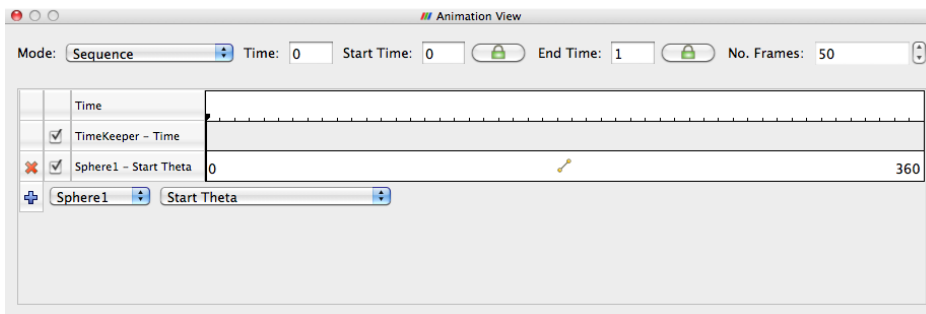 Animation View
Mode: Sequence Time: 0 Start Time: 0 End Time: 1 No. Frames: 50
Time
TimeKeeper - Time
Sphere1 - Start Theta 0 360
Sphere1 Start Theta